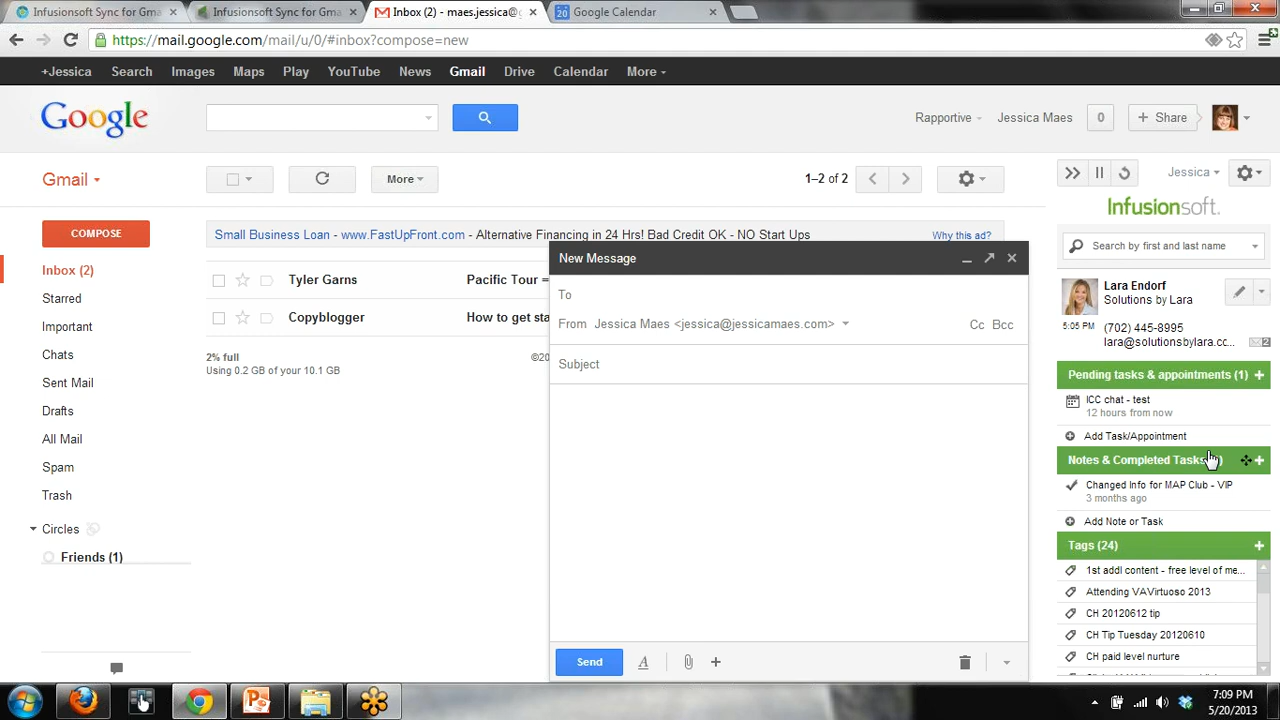 Infusionsoft Sync for Gma
Infusionsoft Sync for Gma
Inbox (2) - maes.jessica@g
20 Google Calendar
https://mail.google.com/mail/u/0/#inbox?compose=new
+Jessica Search Images Maps Play YouTube News Gmail Drive Calendar More
Google
Rapportive Jessica Maes 0 + Share
Gmail
More
1–2 of 2
Jessica
Infusionsoft.
COMPOSE
Small Business Loan - www.FastUpFront.com - Alternative Financing in 24 Hrs! Bad Credit OK - NO Start Ups Why this ad?
Search by first and last name
Inbox (2)
Starred
Important
Chats
Sent Mail
Drafts
All Mail
Spam
Trash
Circles
Friends (1)
Tyler Garns Pacific Tour =
Copyblogger How to get sta
2% full
Using 0.2 GB of your 10.1 GB
©20
New Message
To
From Jessica Maes <jessica@jessicamaes.com> Cc Bcc
Subject
Send
Lara Endorf
Solutions by Lara
5:05 PM (702) 445-8995
lara@solutionsbylara.cc... 2
Pending tasks & appointments (1) +
ICC chat - test
12 hours from now
Add Task/Appointment
Notes & Completed Tasks +
Changed Info for MAP Club - VIP
3 months ago
Add Note or Task
Tags (24) +
1st addl content - free level of me...
Attending VAVirtuoso 2013
CH 20120612 tip
CH Tip Tuesday 20120610
CH paid level nurture
7:09 PM
5/20/2013